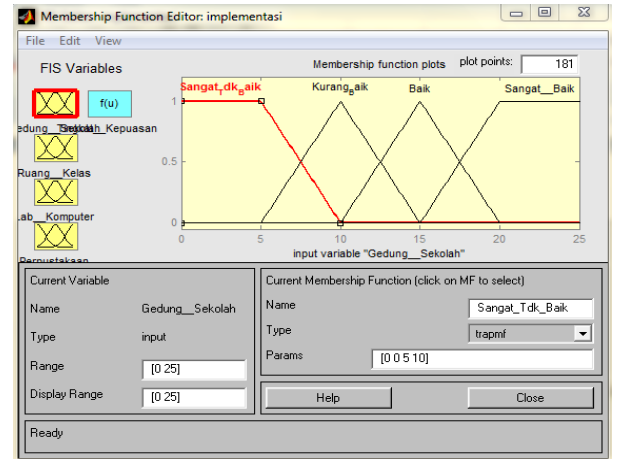 Membership Function Editor: implementasi
File Edit View
FIS Variables
Membership function plots plot points: 181
f(u)
Kepuasan
Ruang__Kelas
Lab__Komputer
Perpustakaan
Sangat_Tdk_Baik Kurang_Baik Baik Sangat__Baik
1
0.5
0
0 5 10 15 20 25
input variable "Gedung__Sekolah"
Current Variable
Name Gedung__Sekolah
Type input
Range [0 25]
Display Range [0 25]
Current Membership Function (click on MF to select)
Name Sangat_Tdk_Baik
Type trapmf
Params [0 0 5 10]
Help Close
Ready